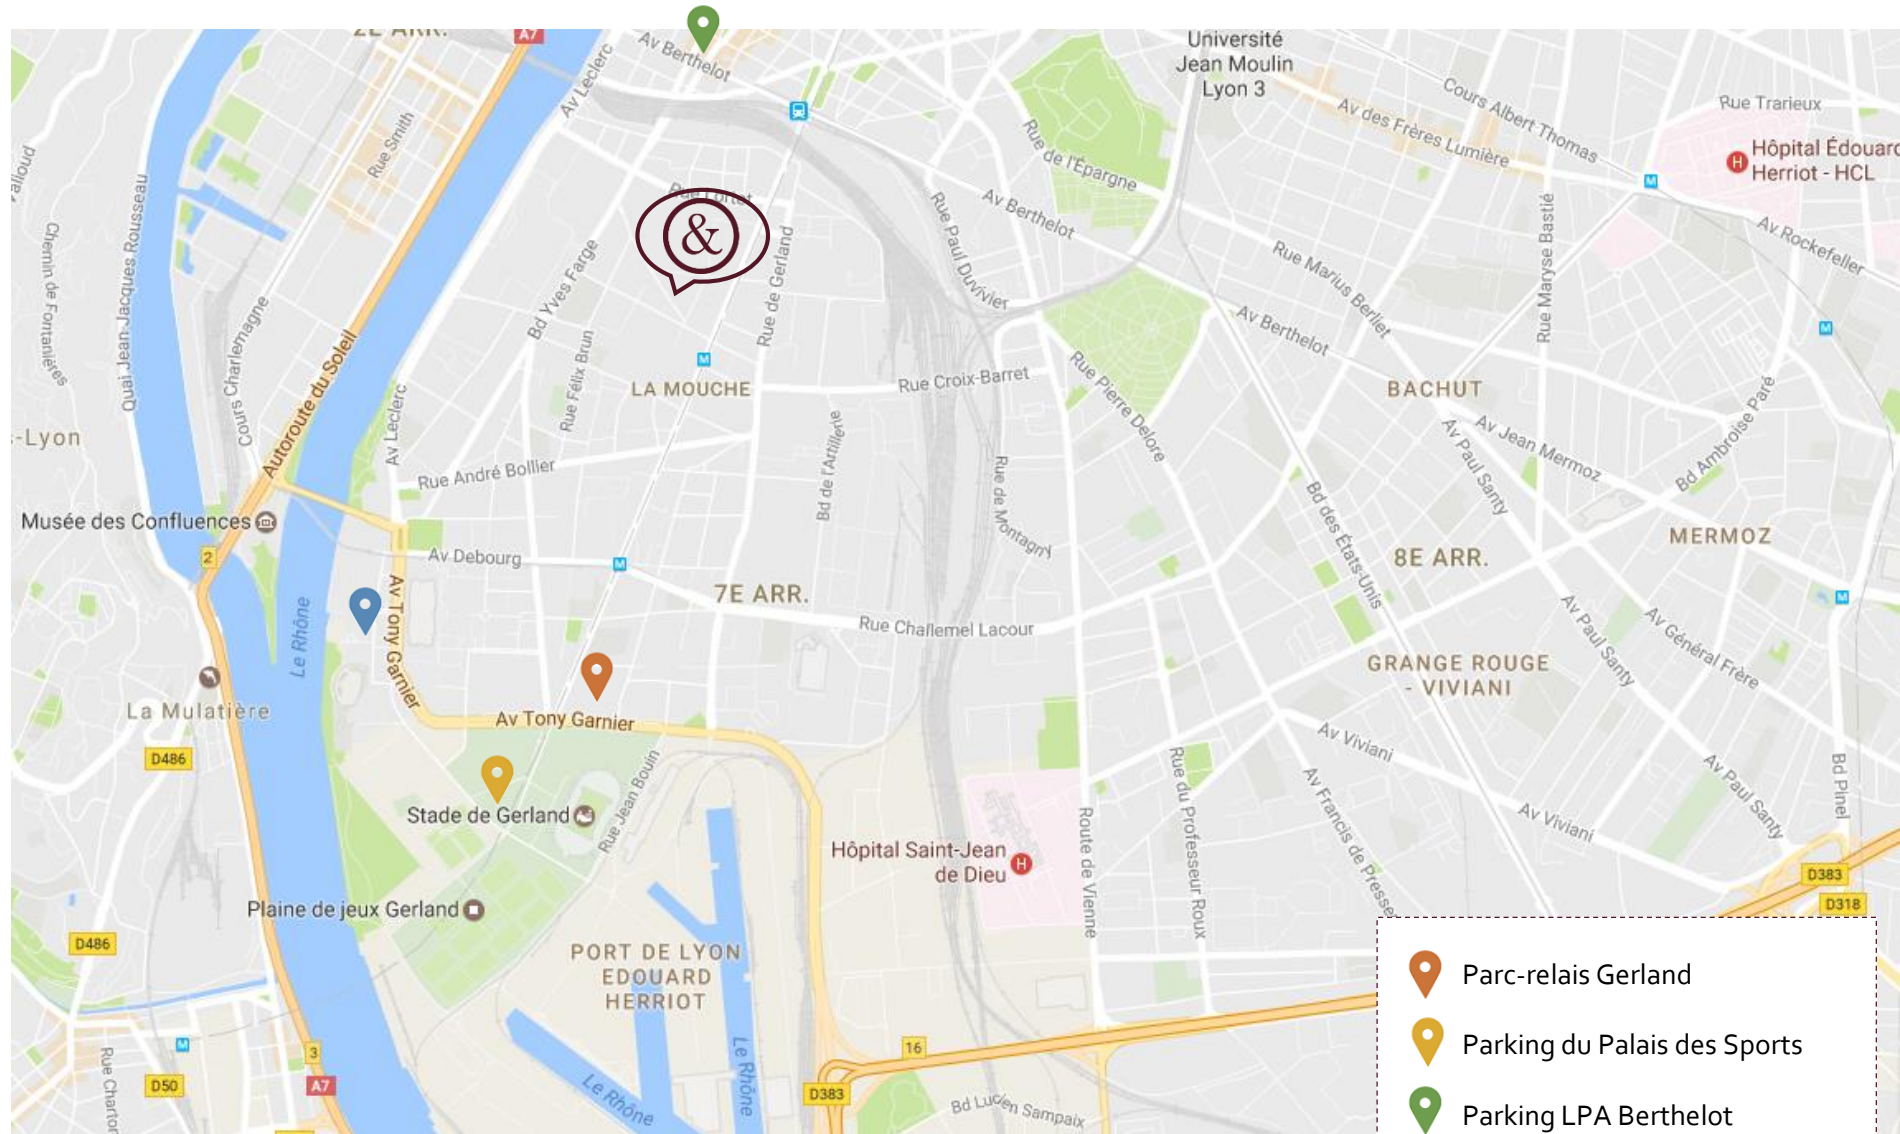 2E ARR.
A7
Av Berthelot
Av Leclerc
Université
Jean Moulin
Lyon 3
Cours Albert Thomas
Rue Trarieux
Av des Frères Lumière
Hôpital Édouard
Herriot - HCL
Rue Smith
Rue de l'Épargne
Rue Lortet
&
Av Berthelot
Rue Paul Duvivier
Rue Maryse Bastié
Av Rockefeller
Quai Jean-Jacques Rousseau
Chemin de Fontanières
Bd Yves Farge
Rue de Gerland
Rue Marius Berliet
Av Berthelot
Cours Charlemagne
Autoroute du Soleil
Rue Félix Brun
M
LA MOUCHE
Rue Croix-Barret
Rue Pierre Delore
BACHUT
Av Jean Mermoz
Bd Ambroise Paré
Av Paul Santy
-Lyon
Av Leclerc
Rue André Bollier
Bd de l'Artillerie
Rue de Montagny
Bd des États-Unis
Musée des Confluences
2
Av Debourg
M
7E ARR.
8E ARR.
MERMOZ
M
Av Tony Garnier
Le Rhône
Rue Challemel Lacour
Av Paul Santy
Av Général Frère
GRANGE ROUGE
- VIVIANI
La Mulatière
Av Tony Garnier
D486
Av Viviani
Rue Jean Bouin
Rue du Professeur Roux
Av Francis de Pressensé
Av Paul Santy
Bd Pinel
Stade de Gerland
Route de Vienne
Av Viviani
Hôpital Saint-Jean
de Dieu
H
D383
D318
Plaine de jeux Gerland
D486
PORT DE LYON
EDOUARD
HERRIOT
Parc-relais Gerland
Parking du Palais des Sports
Parking LPA Berthelot
M
3
16
Le Rhône
Rue Charton
D50
A7
Le Rhône
D383
Bd Lucien Sampaix